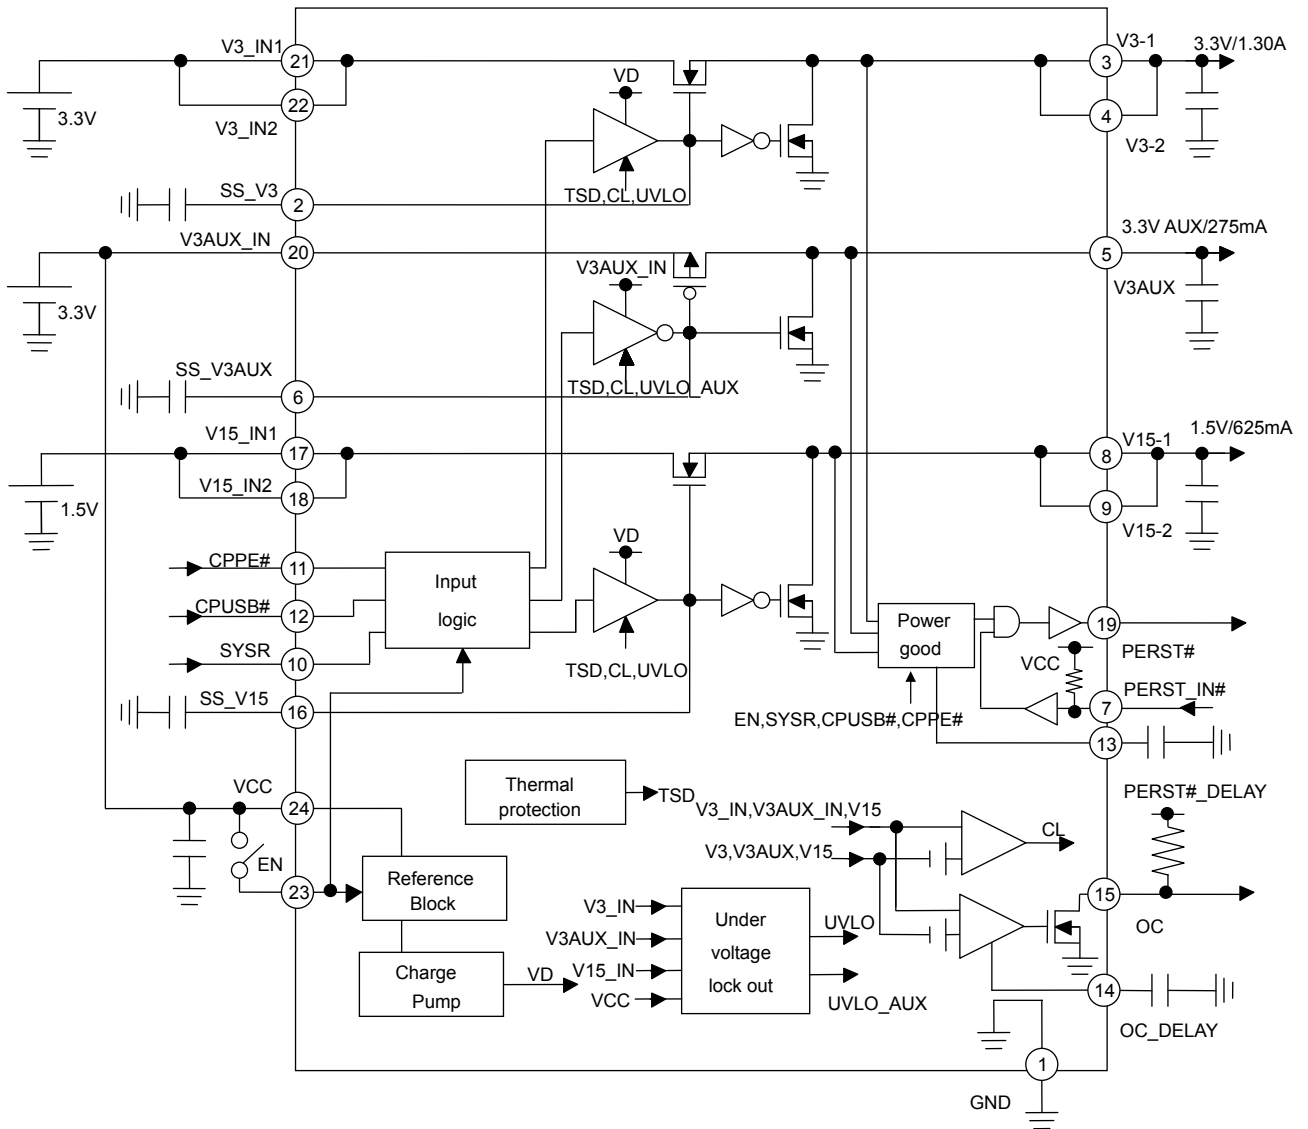 V3_IN1
21
V3-1
3
3.3V/1.30A
VD
22
3.3V
V3_IN2
4
V3-2
SS_V3
2
TSD,CL,UVLO
V3AUX_IN
20
3.3V AUX/275mA
5
V3AUX_IN
V3AUX
3.3V
SS_V3AUX
6
TSD,CL,UVLO_AUX
V15_IN1
17
V15-1
8
1.5V/625mA
V15_IN2
18
1.5V
9
V15-2
VD
CPPE#
11
Input
logic
CPUSB#
12
SYSR
10
TSD,CL,UVLO
Power
good
19
PERST#
VCC
SS_V15
16
EN,SYSR,CPUSB#,CPPE#
PERST_IN#
7
13
Thermal
protection
TSD
VCC
24
V3_IN,V3AUX_IN,V15
PERST#_DELAY
CL
V3,V3AUX,V15
EN
23
Reference
Block
15
OC
V3_IN
V3AUX_IN
V15_IN
VCC
Under
voltage
lock out
UVLO
UVLO_AUX
Charge
Pump
VD
14
OC_DELAY
1
GND